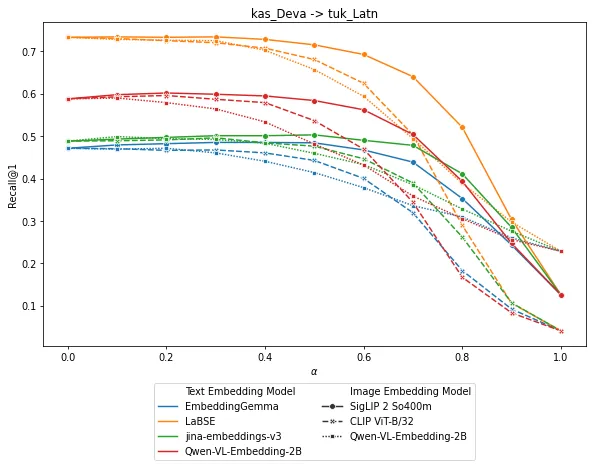 kas_Deva -> tuk_Latn
Recall@1
0.7
0.6
0.5
0.4
0.3
0.2
0.1
0.0 0.2 0.4 0.6 0.8 1.0
α
Text Embedding Model Image Embedding Model
EmbeddingGemma SigLIP 2 So400m
LaBSE CLIP ViT-B/32
jina-embeddings-v3 Qwen-VL-Embedding-2B
Qwen-VL-Embedding-2B